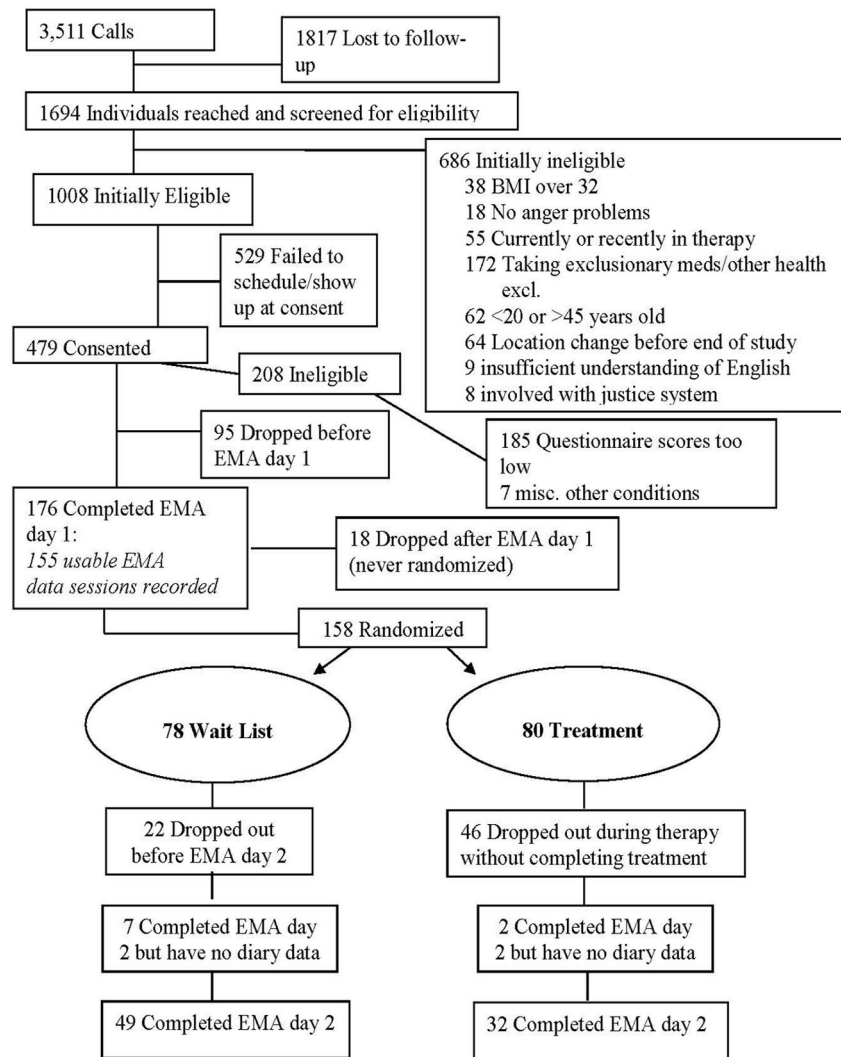 3,511 Calls
1817 Lost to follow-
up
1694 Individuals reached and screened for eligibility
686 Initially ineligible
38 BMI over 32
18 No anger problems
55 Currently or recently in therapy
172 Taking exclusionary meds/other health
excl.
62 <20 or >45 years old
64 Location change before end of study
9 insufficient understanding of English
8 involved with justice system
1008 Initially Eligible
529 Failed to
schedule/show
up at consent
479 Consented
208 Ineligible
185 Questionnaire scores too
low
7 misc. other conditions
95 Dropped before
EMA day 1
176 Completed EMA
day 1:
155 usable EMA
data sessions recorded
18 Dropped after EMA day 1
(never randomized)
158 Randomized
78 Wait List
80 Treatment
22 Dropped out
before EMA day 2
46 Dropped out during therapy
without completing treatment
7 Completed EMA day
2 but have no diary data
2 Completed EMA day
2 but have no diary data
49 Completed EMA day 2
32 Completed EMA day 2